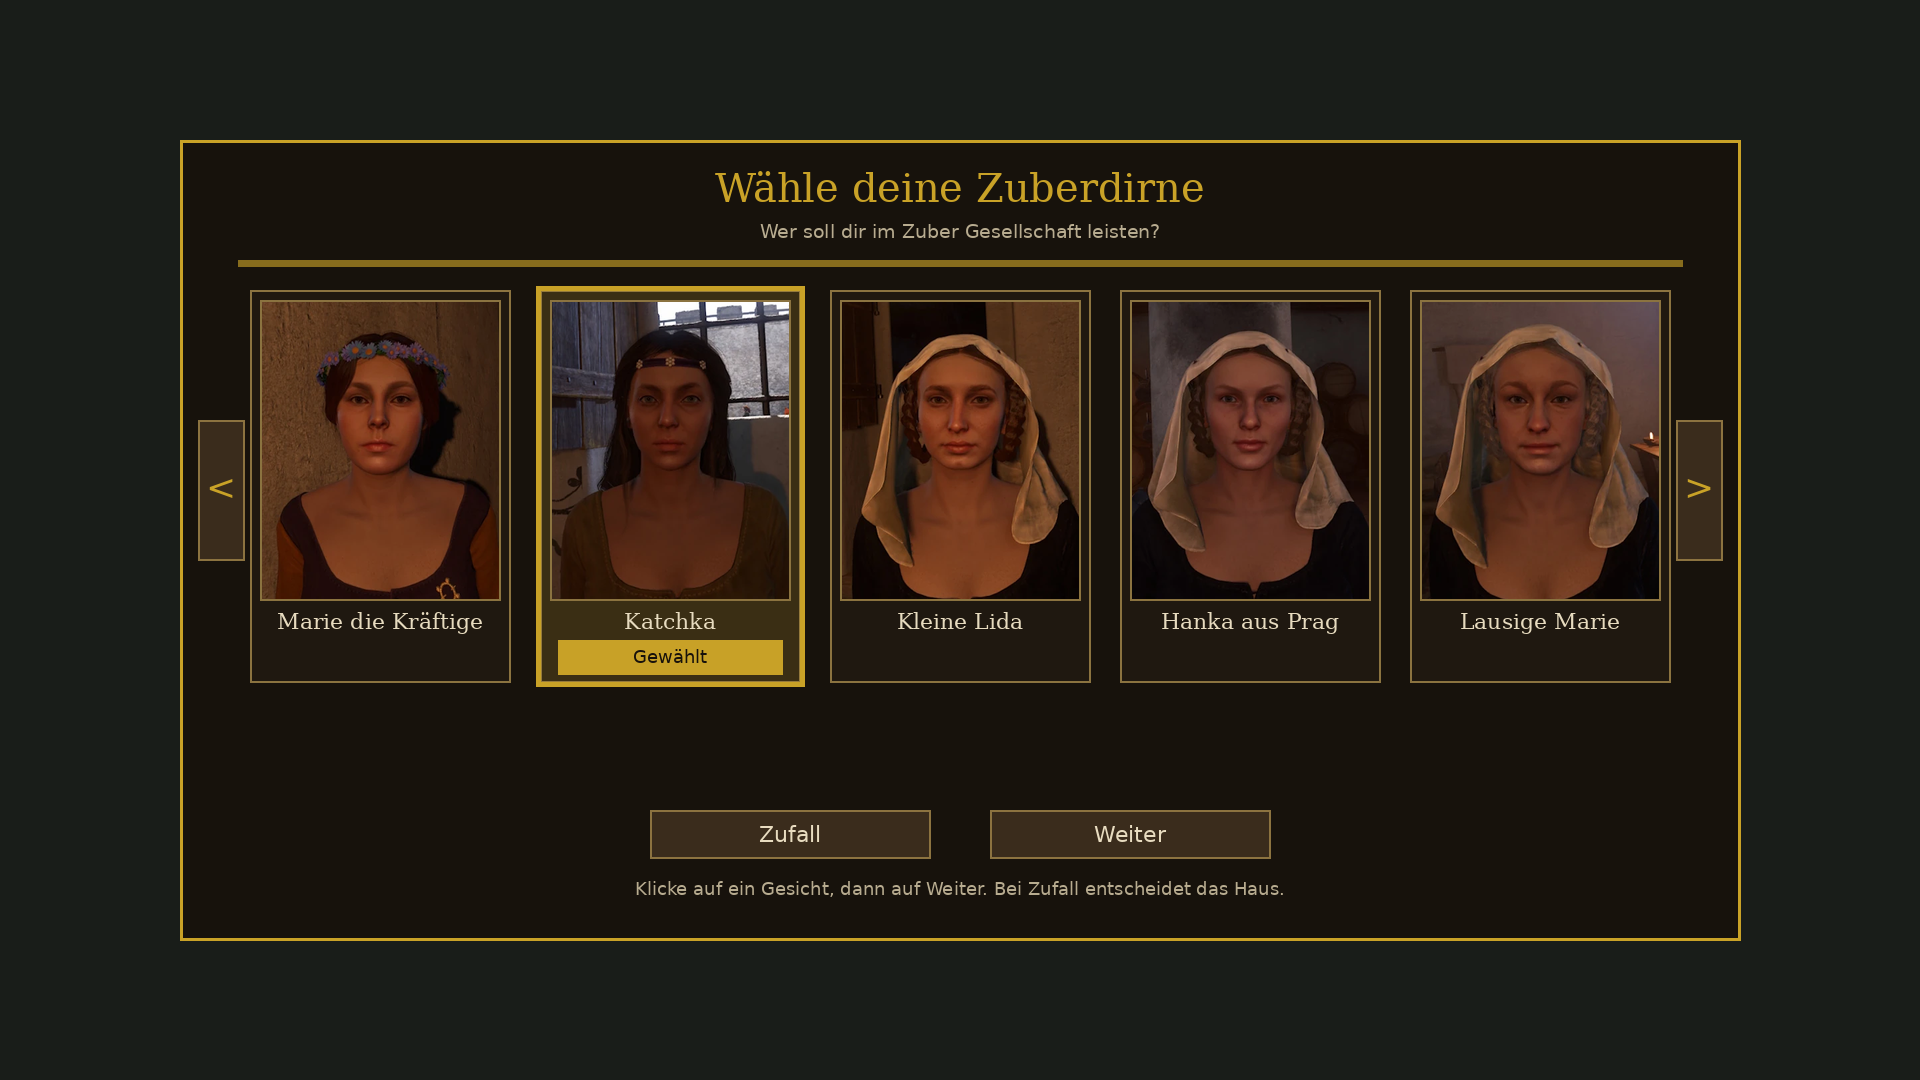 Wähle deine Zuberdirne
Wer soll dir im Zuber Gesellschaft leisten?
<
>
Marie die Kräftige
Katchka
Kleine Lida
Hanka aus Prag
Lausige Marie
Gewählt
Zufall
Weiter
Klicke auf ein Gesicht, dann auf Weiter. Bei Zufall entscheidet das Haus.